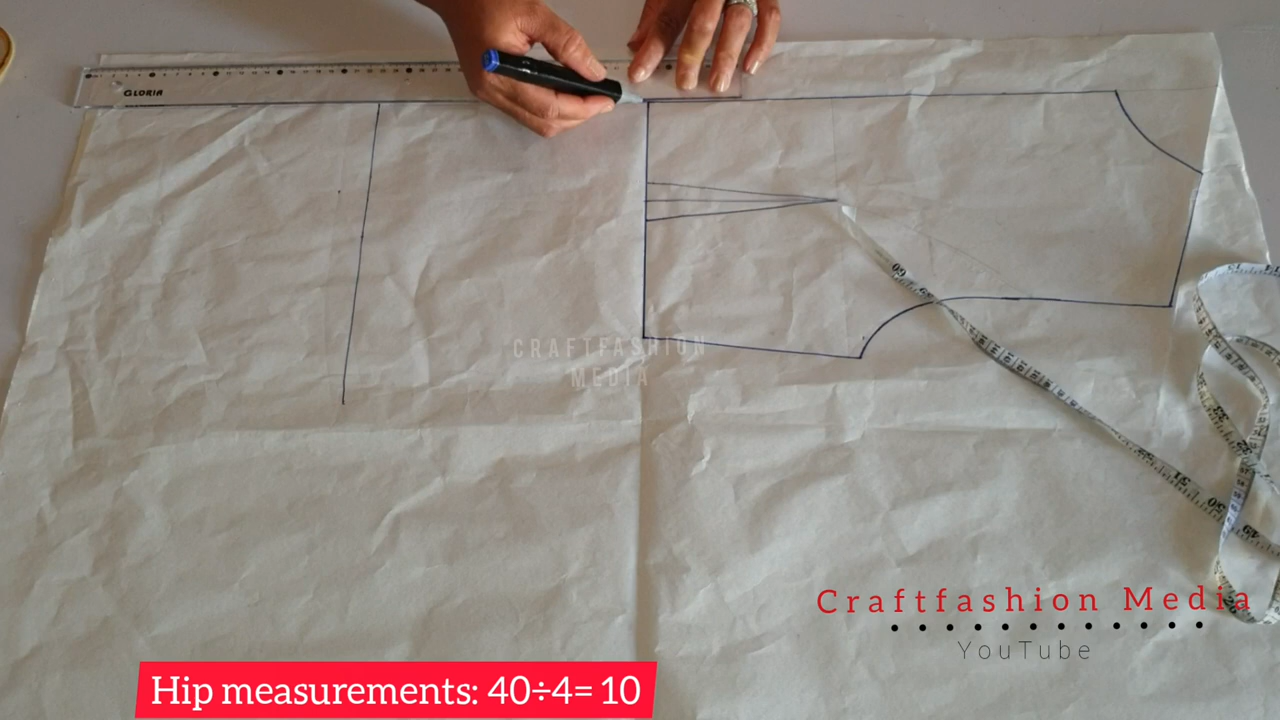 GLORIA
CRAFTFASHION
MEDIA
Craftfashion Media
YouTube
Hip measurements: 40÷4= 10